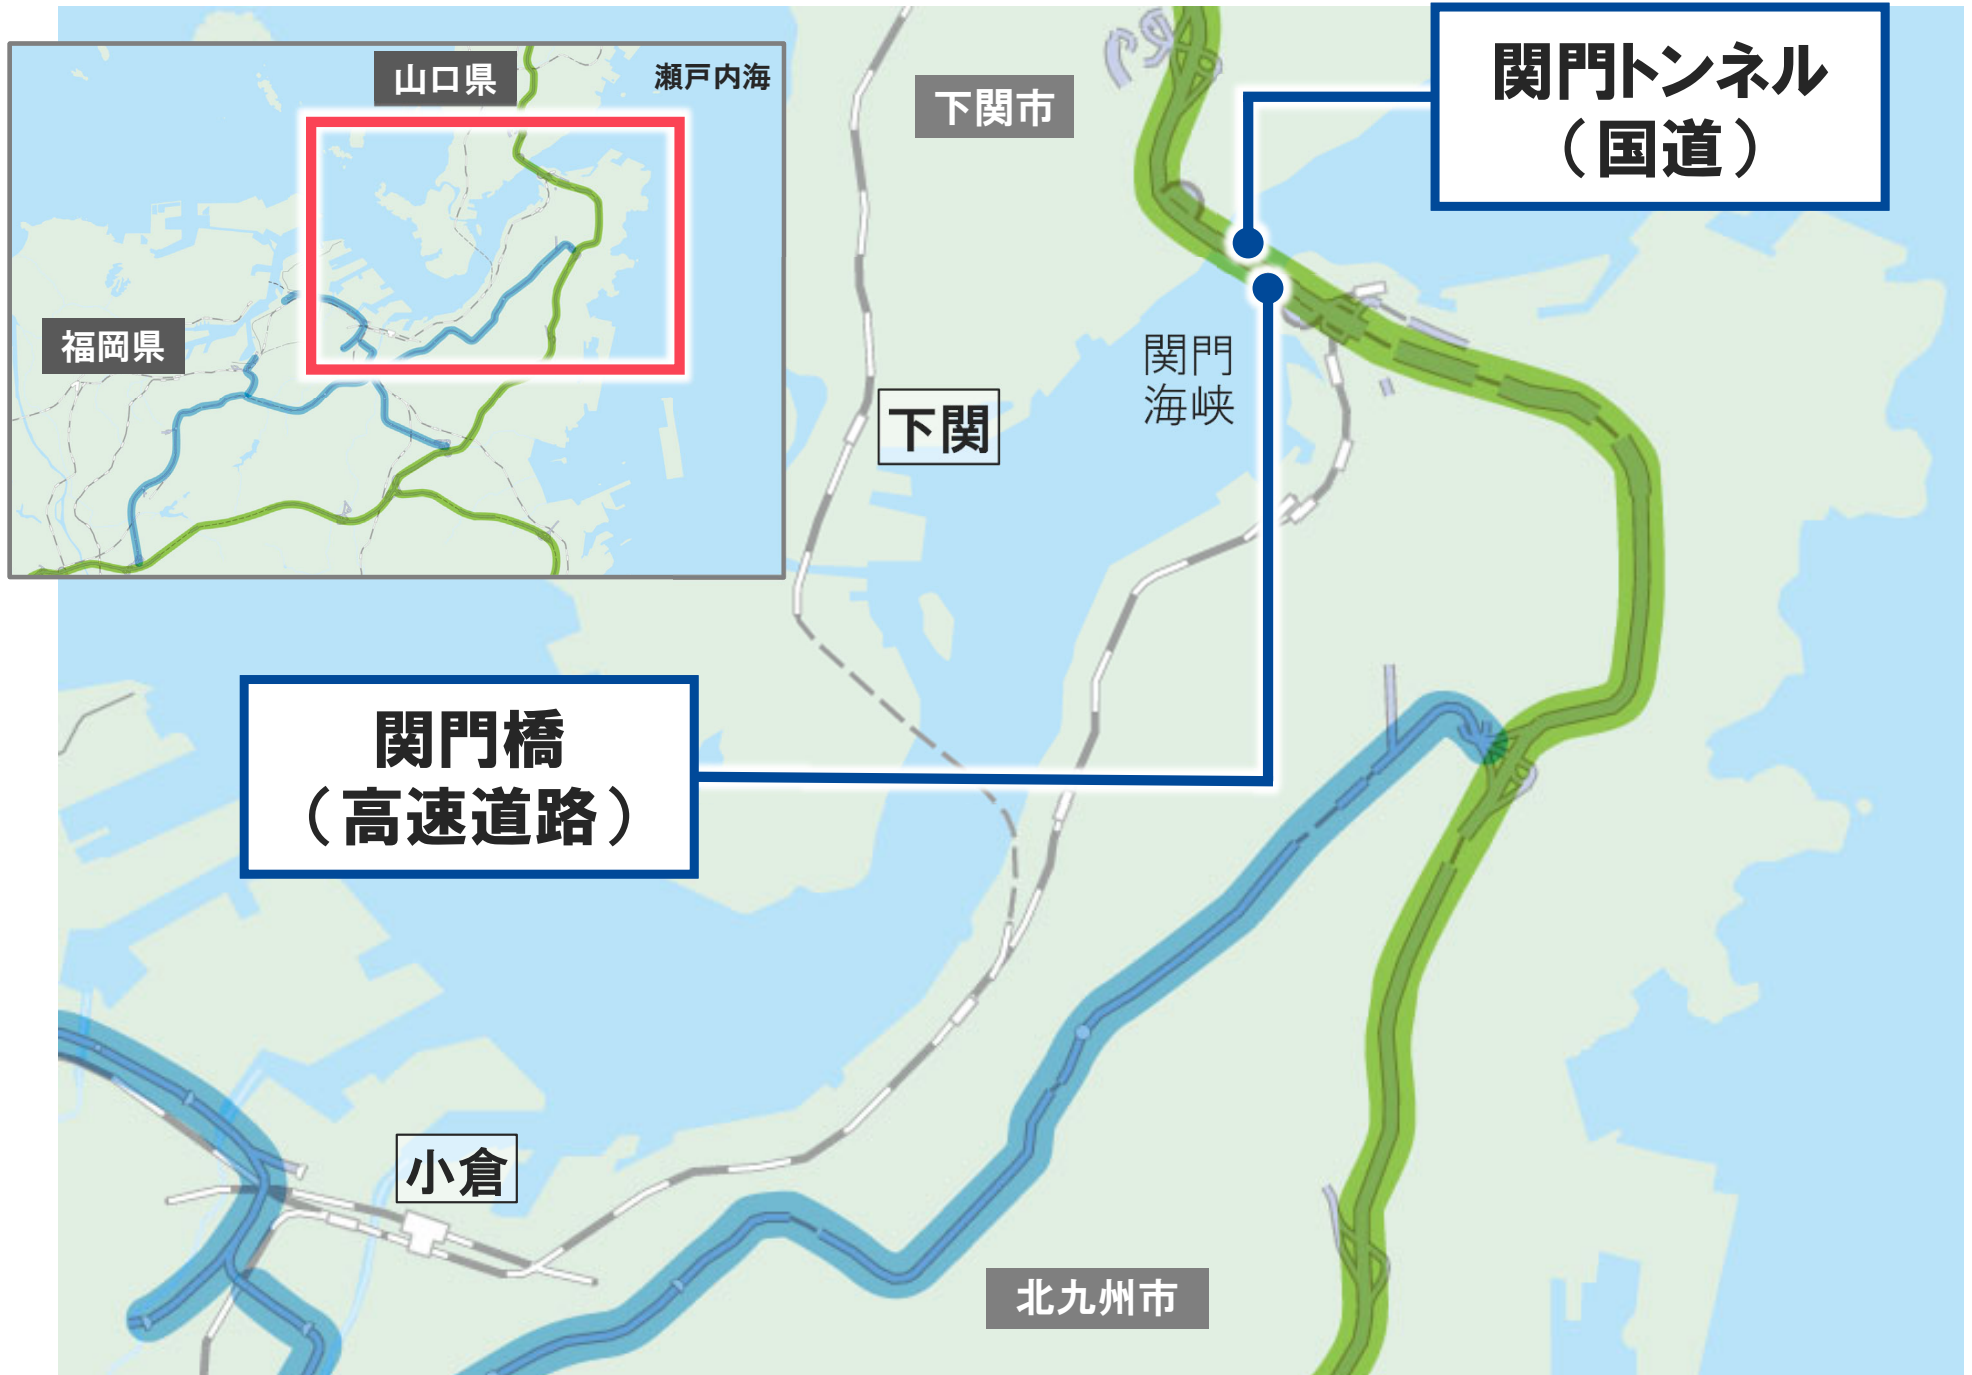 山口県
瀬戸内海
福岡県
下関市
関門トンネル
（国道）
関門
海峡
下関
関門橋
（高速道路）
小倉
北九州市